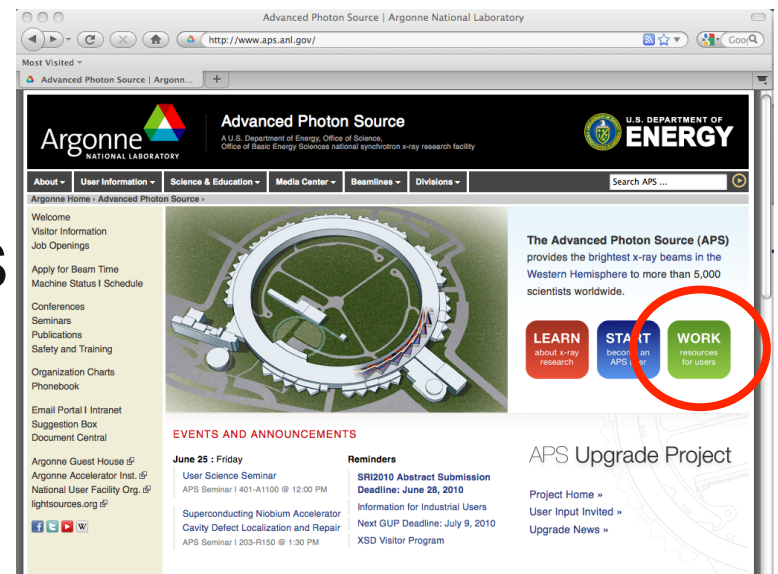 Advanced Photon Source | Argonne National Laboratory
http://www.aps.anl.gov/
Goo
Most Visited
Advanced Photon Source | Argonn...
Argonne
NATIONAL LABORATORY
Advanced Photon Source
A U.S. Department of Energy, Office of Science,
Office of Basic Energy Sciences national synchrotron x-ray research facility
U.S. DEPARTMENT OF
ENERGY
About User Information Science & Education Media Center Beamlines Divisions Search APS ...
Argonne Home › Advanced Photon Source ›
Welcome
Visitor Information
Job Openings
Apply for Beam Time
Machine Status | Schedule
Conferences
Seminars
Publications
Safety and Training
Organization Charts
Phonebook
Email Portal | Intranet
Suggestion Box
Document Central
Argonne Guest House
Argonne Accelerator Inst.
National User Facility Org.
lightsources.org
f t W
s
The Advanced Photon Source (APS)
provides the brightest x-ray beams in the
Western Hemisphere to more than 5,000
scientists worldwide.
LEARN
about x-ray
research
START
become an
APS user
WORK
resources
for users
EVENTS AND ANNOUNCEMENTS
June 25 : Friday
User Science Seminar
APS Seminar | 401-A1100 @ 12:00 PM
Superconducting Niobium Accelerator
Cavity Defect Localization and Repair
APS Seminar | 203-R150 @ 1:30 PM
Reminders
SRI2010 Abstract Submission
Deadline: June 28, 2010
Information for Industrial Users
Next GUP Deadline: July 9, 2010
XSD Visitor Program
APS Upgrade Project
Project Home »
User Input Invited »
Upgrade News »